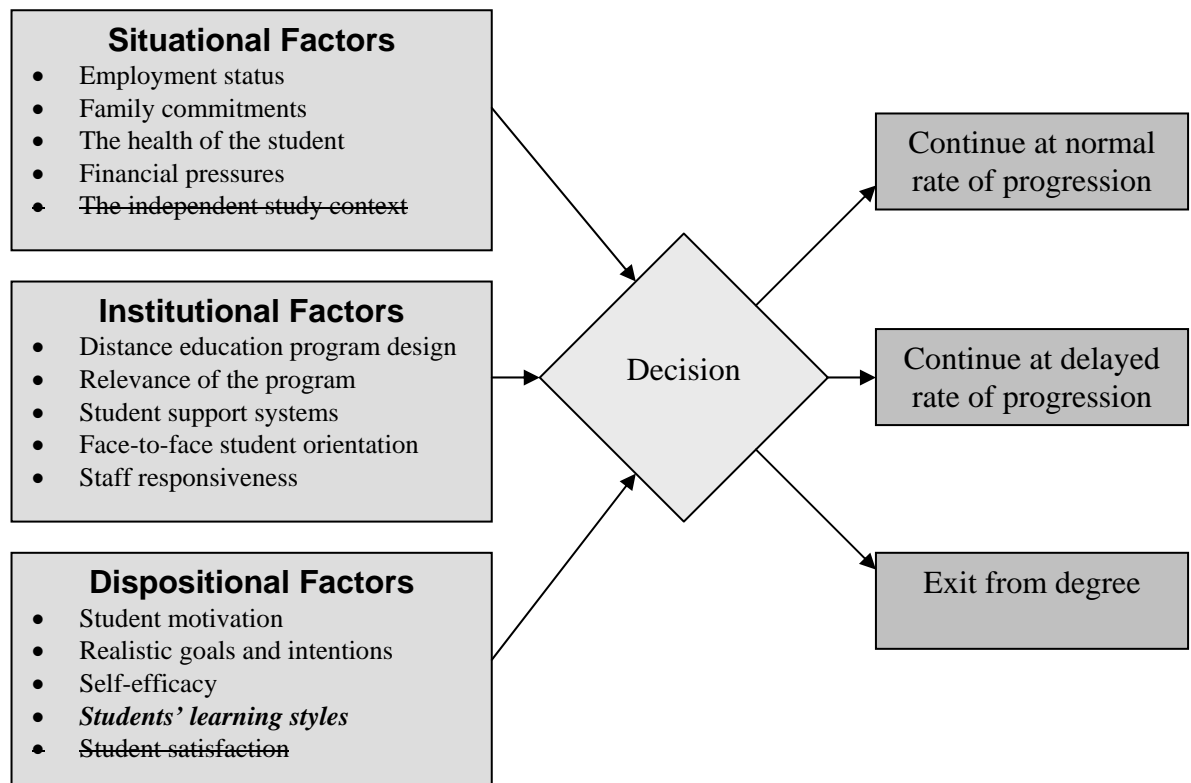 Situational Factors
• Employment status
• Family commitments
• The health of the student
• Financial pressures
• The independent study context
Institutional Factors
• Distance education program design
• Relevance of the program
• Student support systems
• Face-to-face student orientation
• Staff responsiveness
Dispositional Factors
• Student motivation
• Realistic goals and intentions
• Self-efficacy
• Students’ learning styles
• Student satisfaction
Decision
Continue at normal
rate of progression
Continue at delayed
rate of progression
Exit from degree